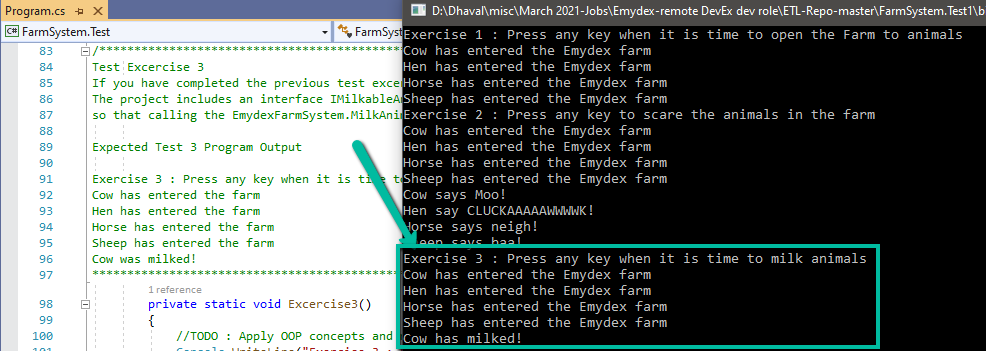 Program.cs
FarmSystem.Test
FarmSys
83 /****************************************
84 Test Excercise 3
85 If you have completed the previous test exce
86 The project includes an interface IMilkableA
87 so that calling the EmydexFarmSystem.MilkAni
88
89 Expected Test 3 Program Output
90
91 Exercise 3 : Press any key when it is time to
92 Cow has entered the farm
93 Hen has entered the farm
94 Horse has entered the farm
95 Sheep has entered the farm
96 Cow was milked!
97 ****************************************
1 reference
98 private static void Excercise3()
99 {
100 //TODO : Apply OOP concepts and
101 Console.WriteLine("Exercise 3 :
D:\Dhaval\misc\March 2021-Jobs\Emydex-remote DevEx dev role\ETL-Repo-master\FarmSystem.Test1\b
Exercise 1 : Press any key when it is time to open the Farm to animals
Cow has entered the Emydex farm
Hen has entered the Emydex farm
Horse has entered the Emydex farm
Sheep has entered the Emydex farm
Exercise 2 : Press any key to scare the animals in the farm
Cow has entered the Emydex farm
Hen has entered the Emydex farm
Horse has entered the Emydex farm
Sheep has entered the Emydex farm
Cow says Moo!
Hen say CLUCKAAAAAWWWWK!
Horse says neigh!
Sheep says baa!
Exercise 3 : Press any key when it is time to milk animals
Cow has entered the Emydex farm
Hen has entered the Emydex farm
Horse has entered the Emydex farm
Sheep has entered the Emydex farm
Cow has milked!